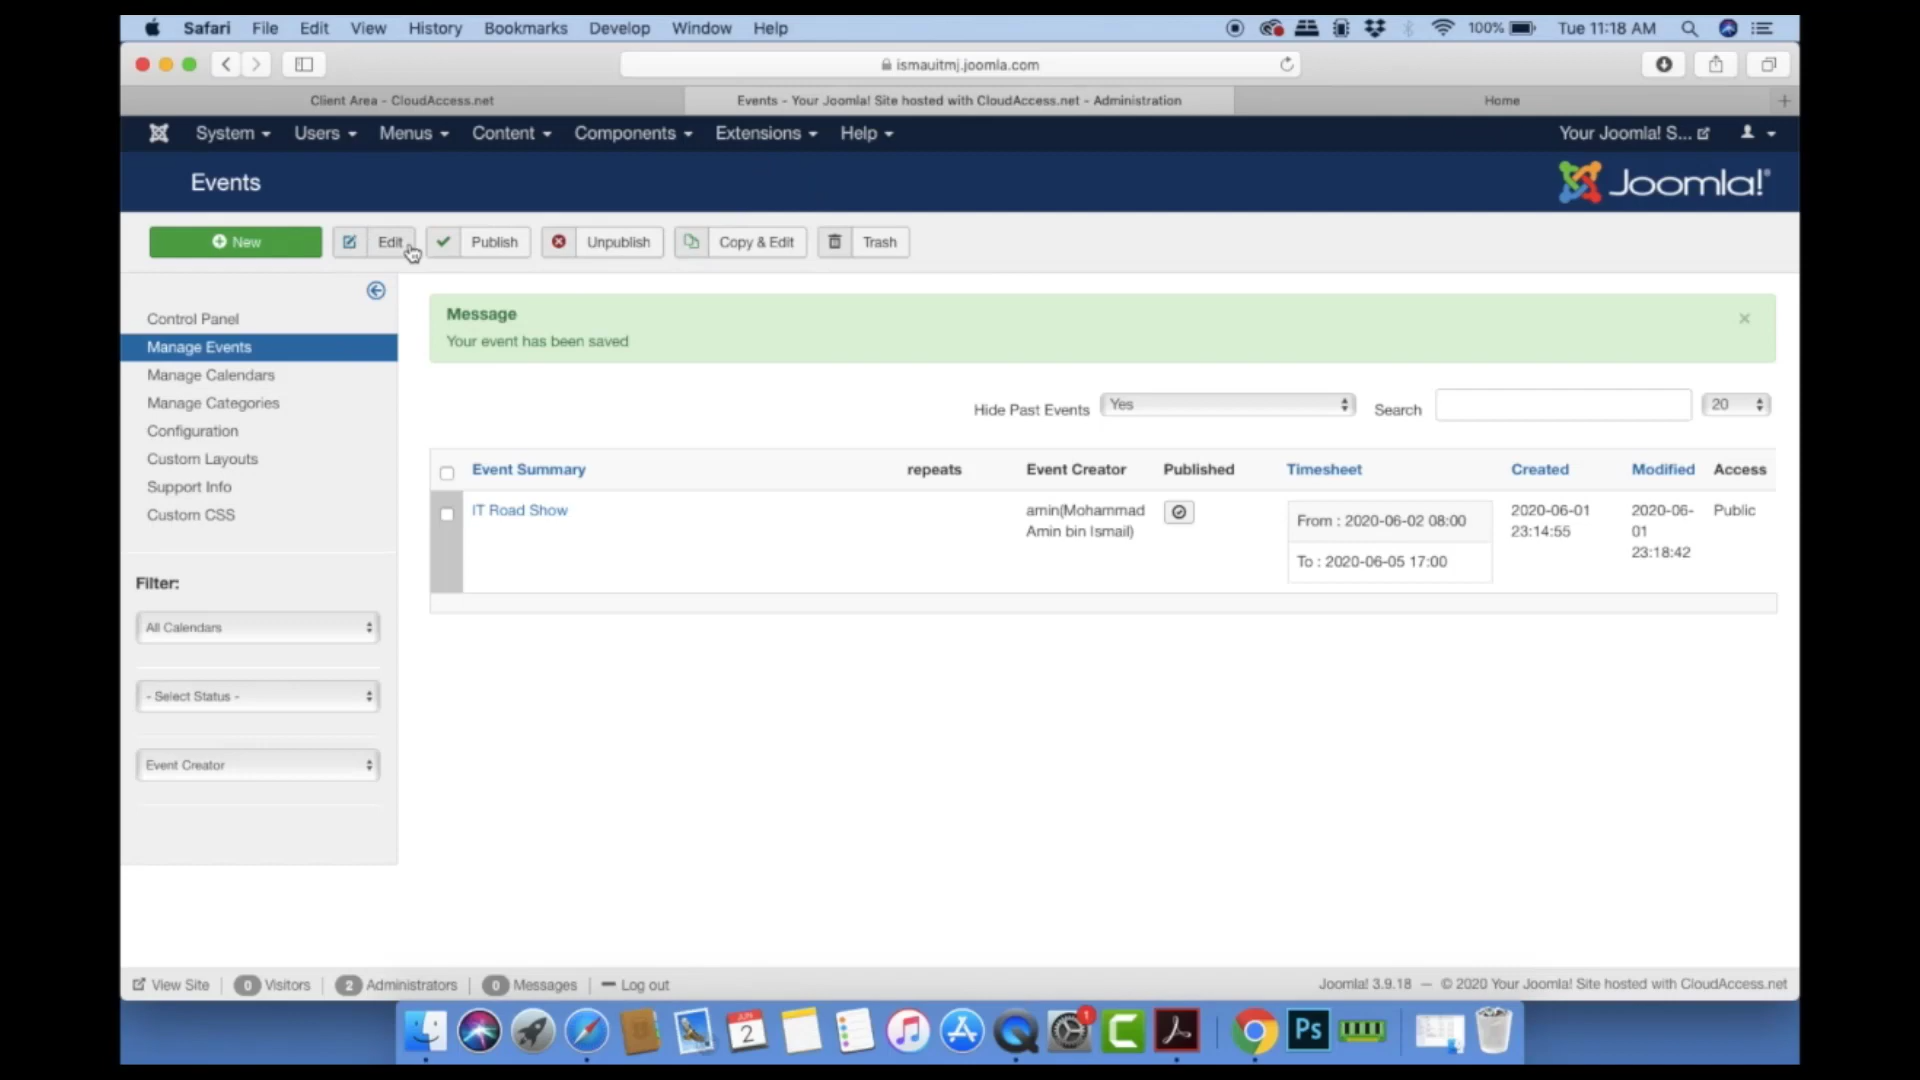 Safari File Edit View History Bookmarks Develop Window Help 100% Tue 11:18 AM
ismauitmj.joomla.com
Client Area - CloudAccess.net Events - Your Joomla! Site hosted with CloudAccess.net - Administration Home
System Users Menus Content Components Extensions Help Your Joomla! S...
Events Joomla!®
New Edit Publish Unpublish Copy & Edit Trash
Control Panel
Manage Events
Manage Calendars
Manage Categories
Configuration
Custom Layouts
Support Info
Custom CSS
Filter:
All Calendars
- Select Status -
Event Creator
Message
Your event has been saved
Hide Past Events Yes Search 20
Event Summary repeats Event Creator Published Timesheet Created Modified Access
IT Road Show amin(Mohammad From : 2020-06-02 08:00 2020-06-01 2020-06- Public
Amin bin Ismail) 23:14:55 01
To : 2020-06-05 17:00 23:18:42
View Site 0 Visitors 2 Administrators 0 Messages Log out Joomla! 3.9.18 — © 2020 Your Joomla! Site hosted with CloudAccess.net
JUN
2
1
Ps